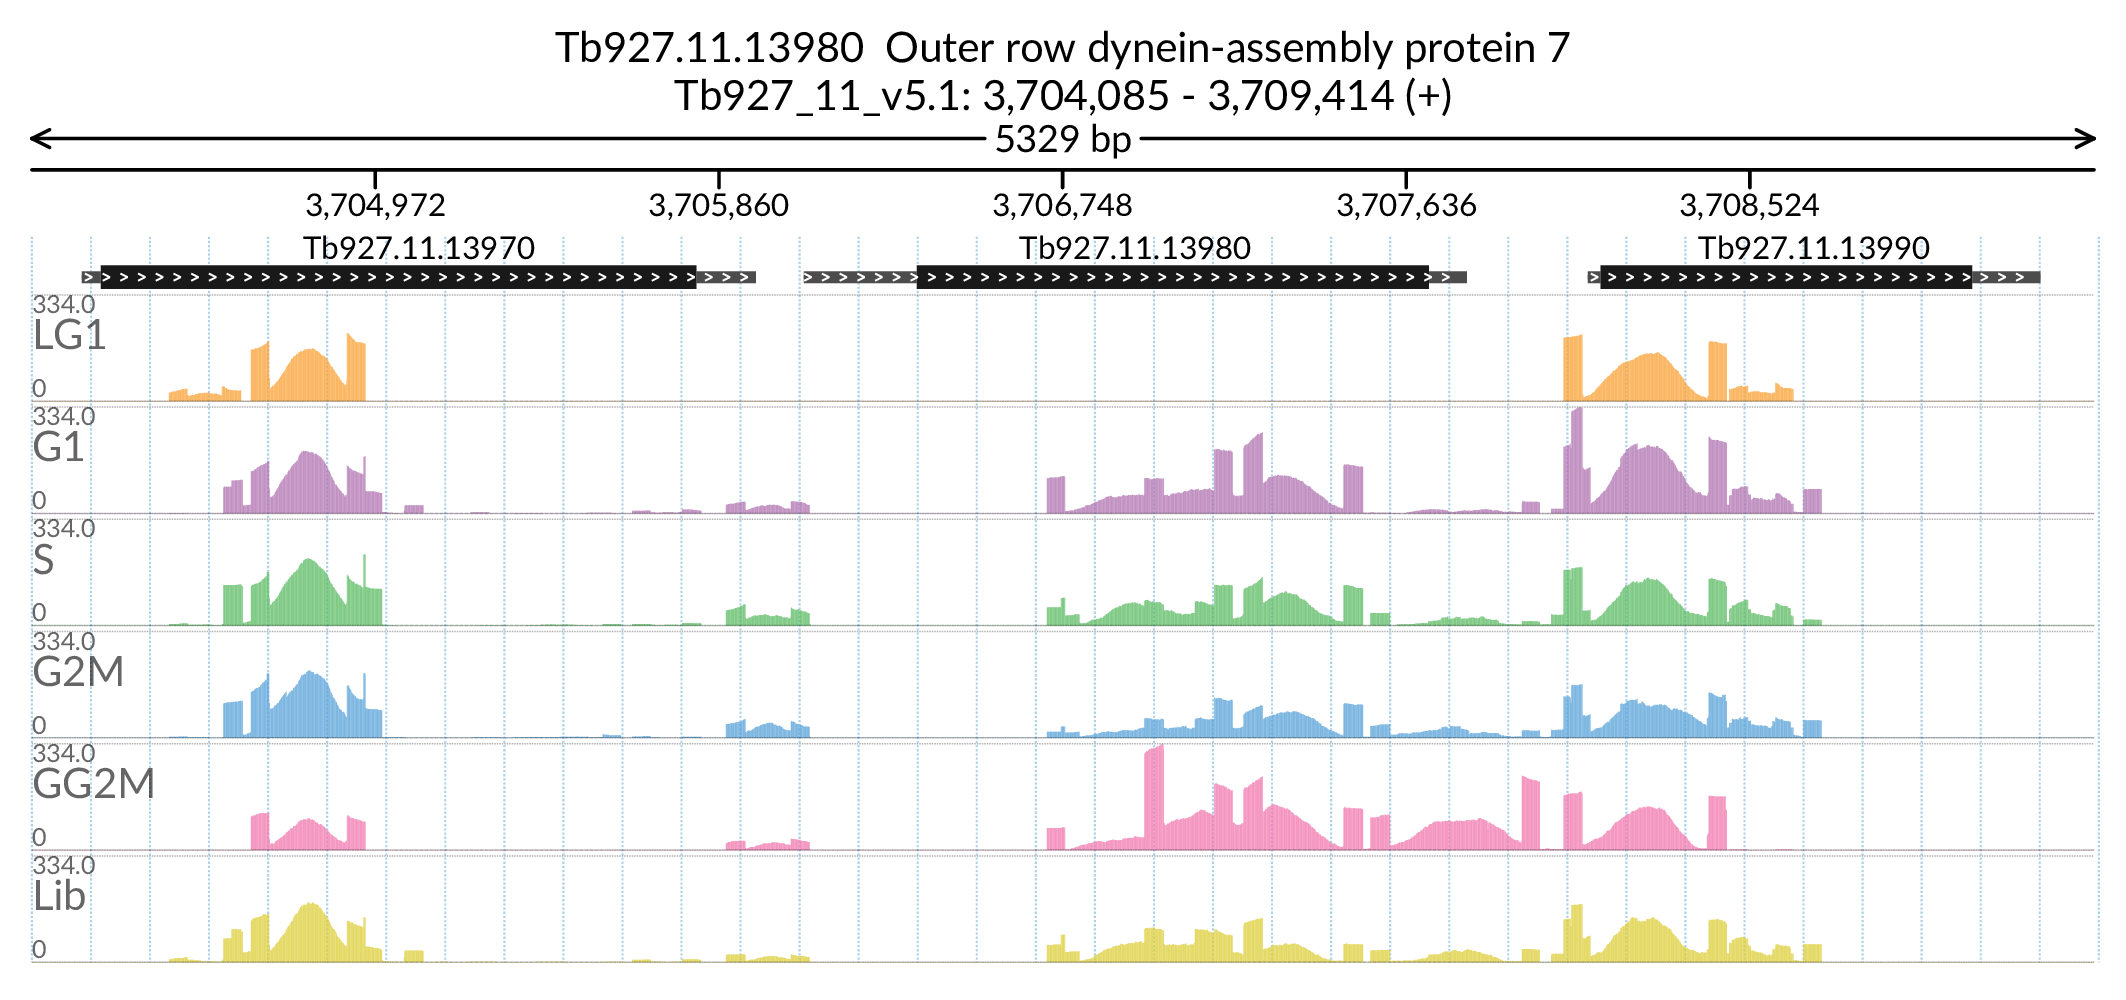 Tb927.11.13980  Outer row dynein-assembly protein 7
Tb927_11_v5.1: 3,704,085 - 3,709,414 (+)
5329 bp
3,704,972 3,705,860 3,706,748 3,707,636 3,708,524
Tb927.11.13970 Tb927.11.13980 Tb927.11.13990
334.0
LG1
0
334.0
G1
0
334.0
S
0
334.0
G2M
0
334.0
GG2M
0
334.0
Lib
0